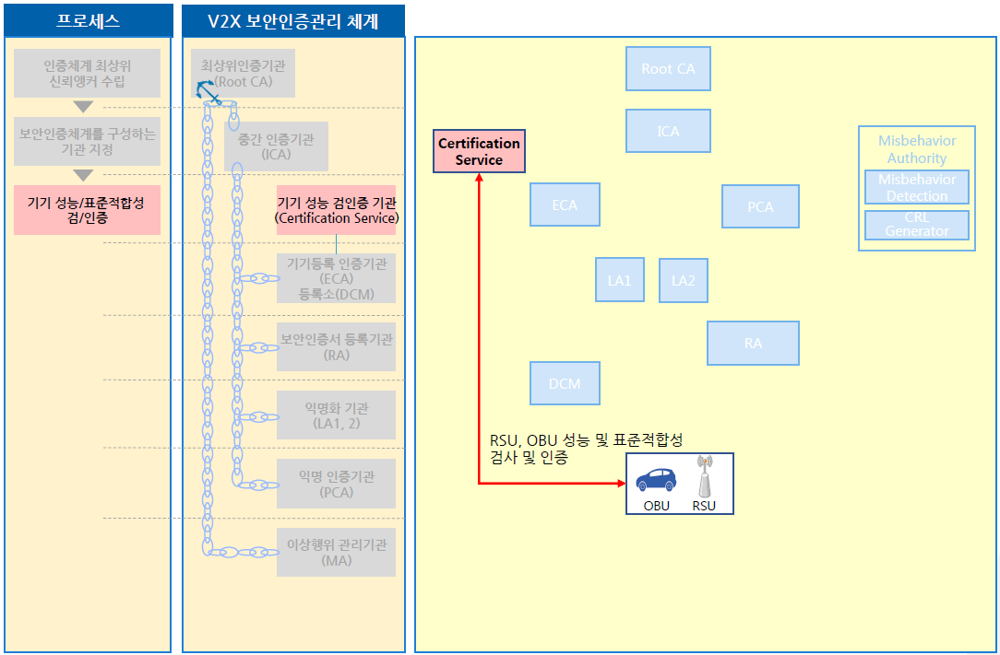 프로세스
V2X 보안인증관리 체계
인증체계 최상위
신뢰앵커 수립
보안인증체계를 구성하는
기관 지정
기기 성능/표준적합성
검/인증
최상위인증기관
(Root CA)
중간 인증기관
(ICA)
기기 성능 검인증 기관
(Certification Service)
기기등록 인증기관
(ECA)
등록소(DCM)
보안인증서 등록기관
(RA)
익명화 기관
(LA1, 2)
익명 인증기관
(PCA)
이상행위 관리기관
(MA)
Root CA
ICA
Certification
Service
Misbehavior
Authority
Misbehavior
Detection
CRL
Generator
ECA
PCA
LA1
LA2
RA
DCM
RSU, OBU 성능 및 표준적합성
검사 및 인증
OBU
RSU